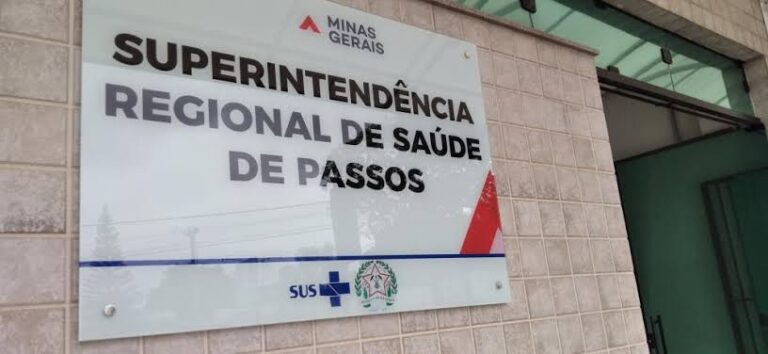 MINAS
GERAIS
SUPERINTENDÊNCIA
REGIONAL DE SAÚDE
DE PASSOS
SUS